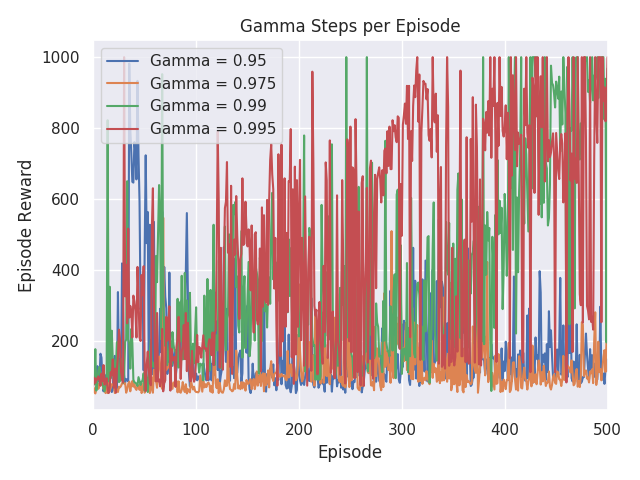 Gamma Steps per Episode
Gamma = 0.95
Gamma = 0.975
Gamma = 0.99
Gamma = 0.995
Episode Reward
1000
800
600
400
200
0
100
200
300
400
500
Episode